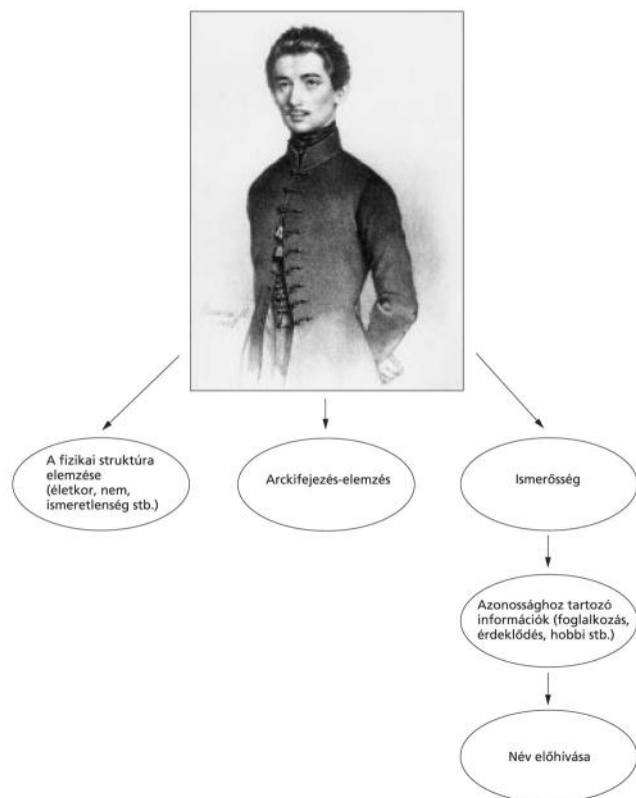 A fizikai struktúra
elemzése
(életkor, nem,
ismeretlenség stb.)
Arckifejezés-elemzés
Ismerősség
Azonossághoz tartozó
információk (foglalkozás,
érdeklődés, hobbi stb.)
Név előhívása